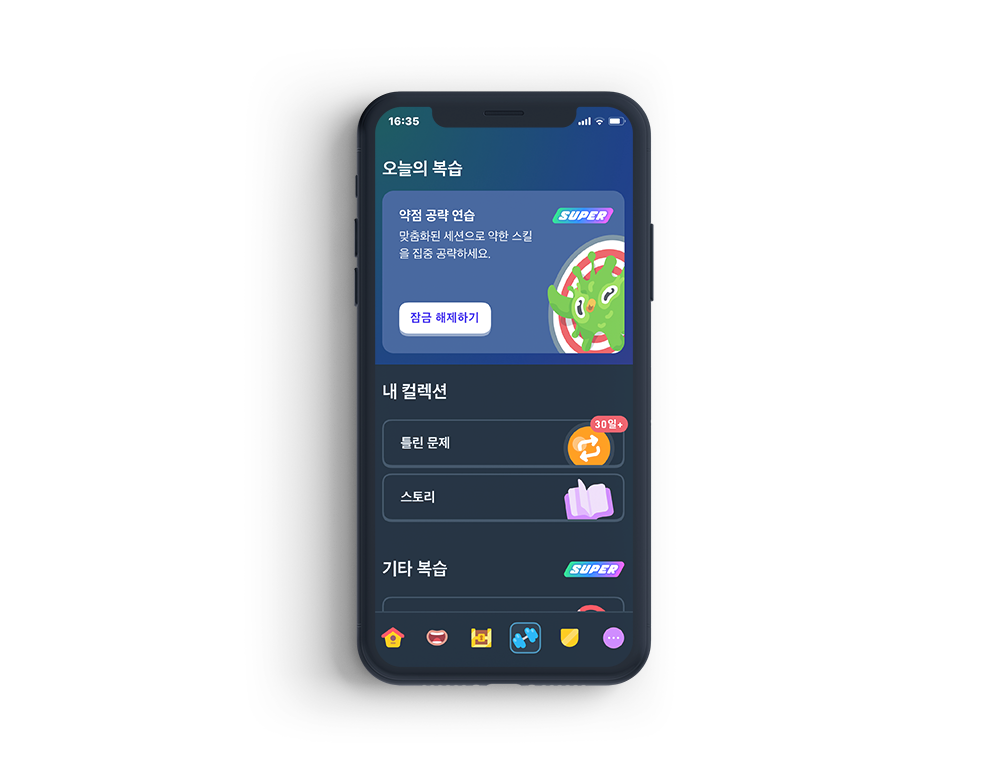 16:35
오늘의 복습
약점 공략 연습
SUPER
맞춤화된 세션으로 약한 스킬
을 집중 공략하세요.
잠금 해제하기
내 컬렉션
30일+
틀린 문제
스토리
기타 복습
SUPER